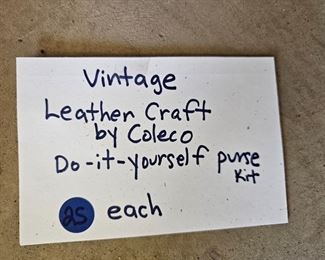 Vintage
Leather Craft
by Coleco
Do-it-yourself purse
Kit
25 each